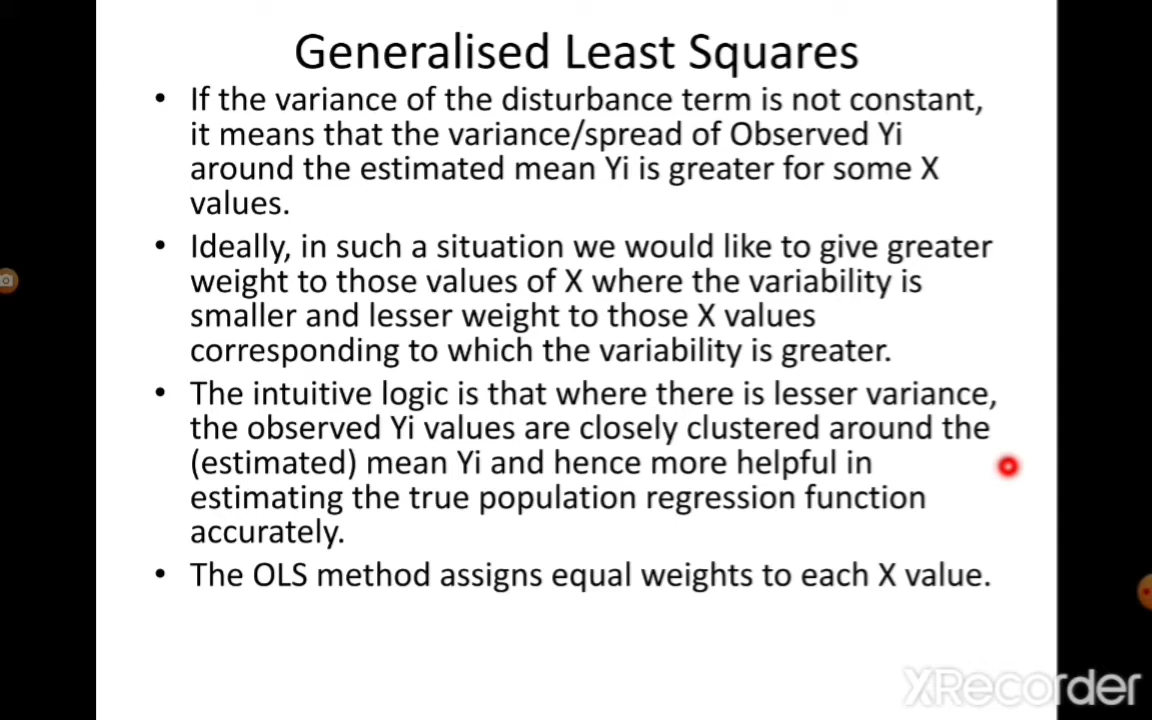 Generalised Least Squares
• If the variance of the disturbance term is not constant,
it means that the variance/spread of Observed Yi
around the estimated mean Yi is greater for some X
values.
• Ideally, in such a situation we would like to give greater
weight to those values of X where the variability is
smaller and lesser weight to those X values
corresponding to which the variability is greater.
• The intuitive logic is that where there is lesser variance,
the observed Yi values are closely clustered around the
(estimated) mean Yi and hence more helpful in
estimating the true population regression function
accurately.
• The OLS method assigns equal weights to each X value.
XRecorder